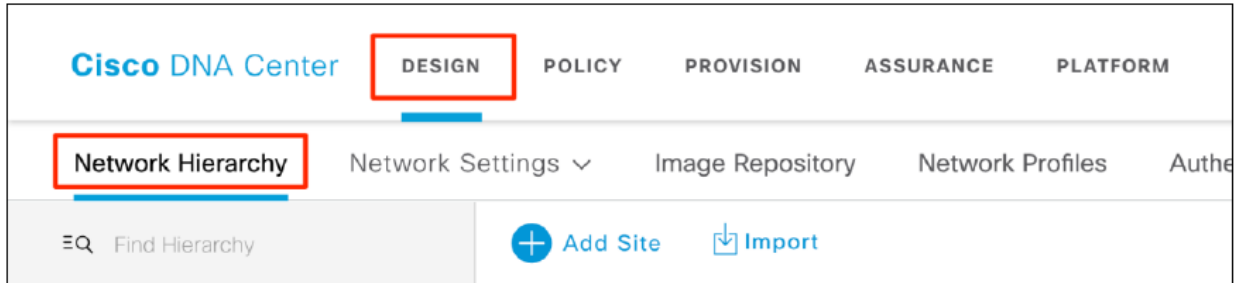 Cisco DNA Center DESIGN POLICY PROVISION ASSURANCE PLATFORM
Network Hierarchy Network Settings Image Repository Network Profiles Authe
Find Hierarchy Add Site Import